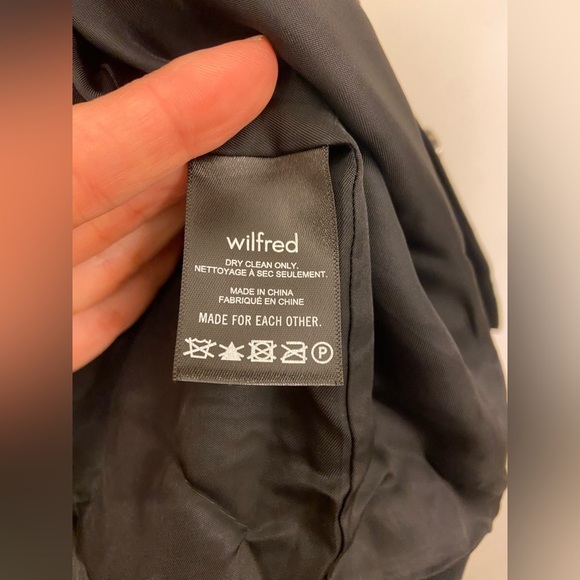 wilfred
DRY CLEAN ONLY.
NETTOYAGE À SEC SEULEMENT.
MADE IN CHINA
FABRIQUÉ EN CHINE
MADE FOR EACH OTHER.
P